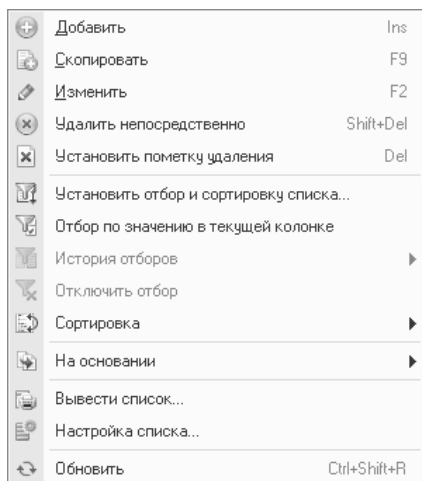 Добавить Ins
Скопировать F9
Изменить F2
Удалить непосредственно Shift+Del
Установить пометку удаления Del
Установить отбор и сортировку списка...
Отбор по значению в текущей колонке
История отборов
Отключить отбор
Сортировка
На основании
Вывести список...
Настройка списка...
Обновить Ctrl+Shift+R